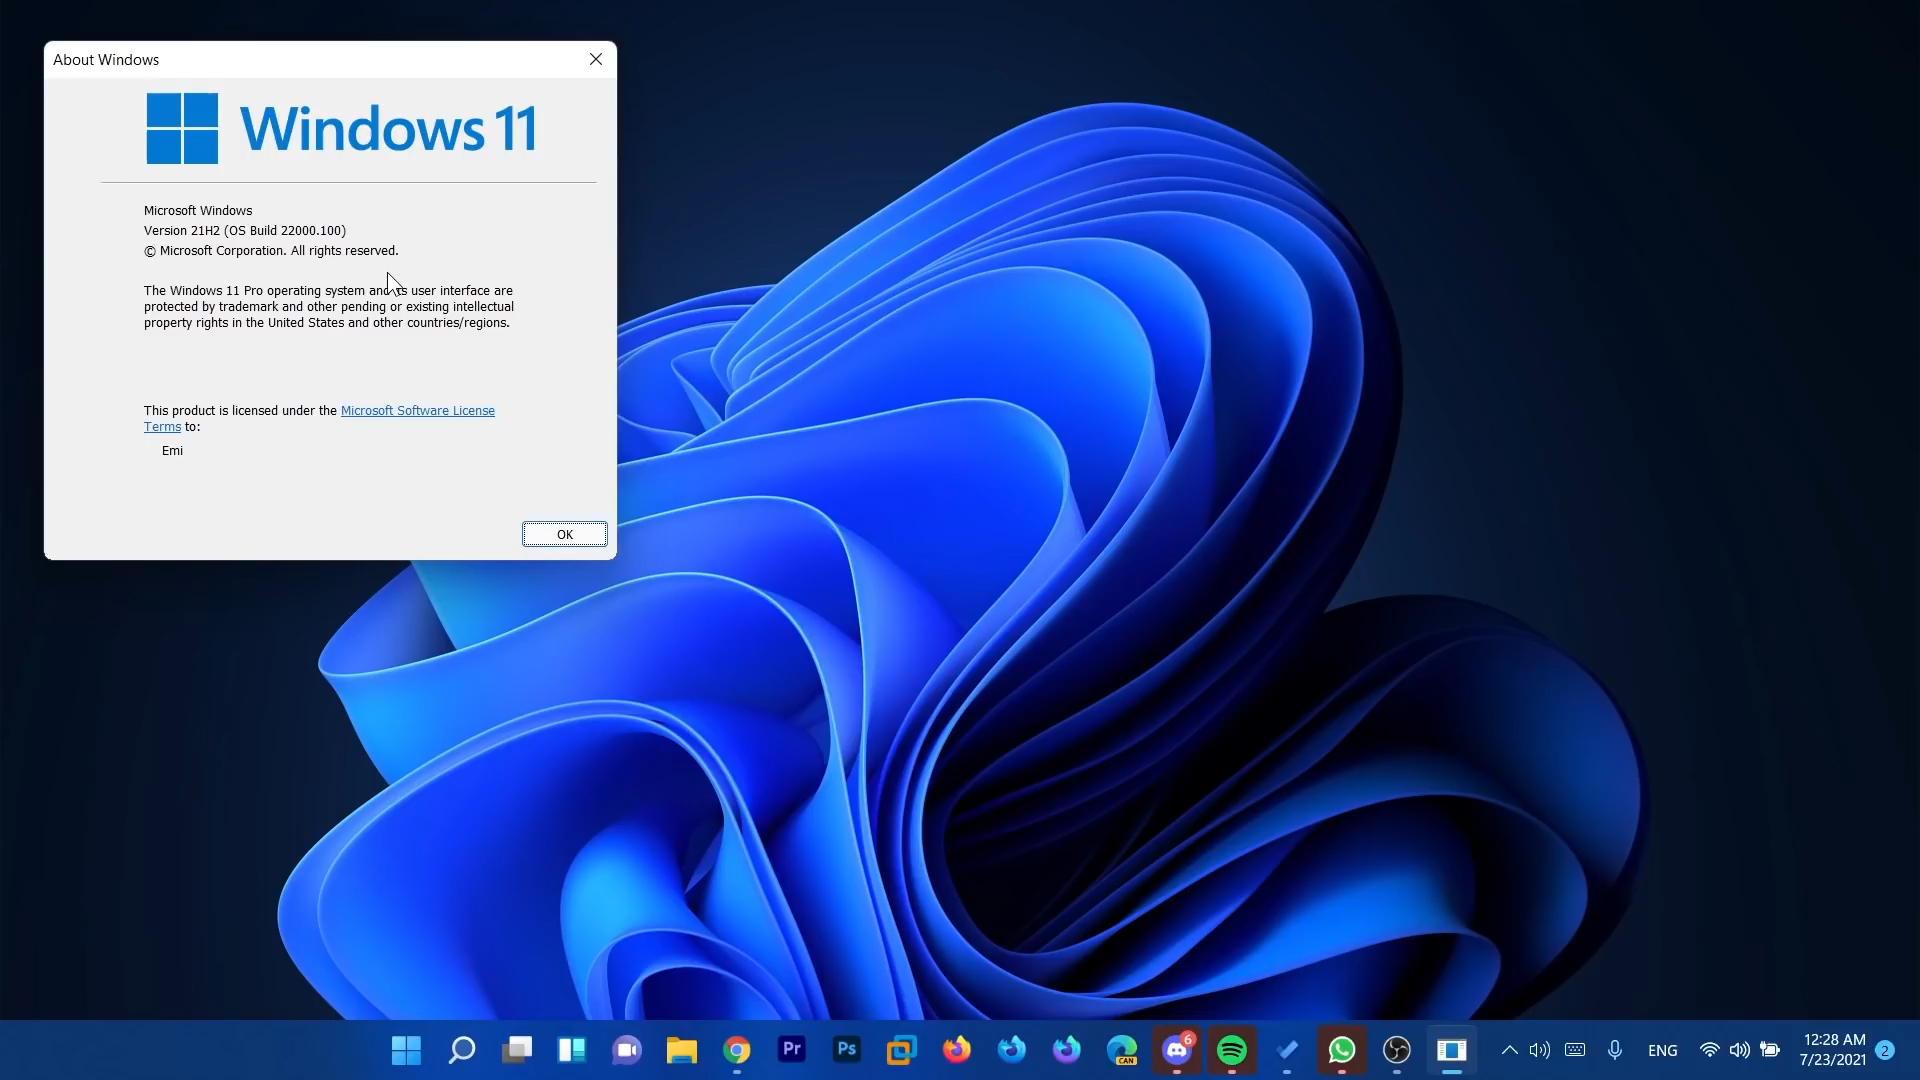 About Windows
Windows 11
Microsoft Windows
Version 21H2 (OS Build 22000.100)
© Microsoft Corporation. All rights reserved.
The Windows 11 Pro operating system and user interface are
protected by trademark and other pending or existing intellectual
property rights in the United States and other countries/regions.
This product is licensed under the Microsoft Software License
Terms to:
Emi
OK
Pr
Ps
CAN
6
ENG
12:28 AM
7/23/2021
2